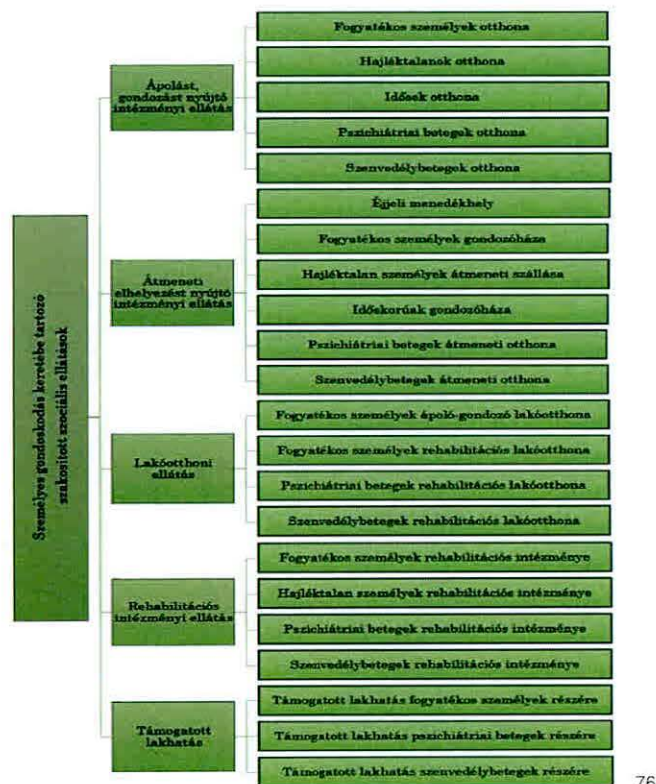 Személyes gondoskodás keretébe tartozó
szakosított szociális ellátások
Ápolást,
gondozást nyújtó
intézményi ellátás
Fogyatékos személyek otthona
Hajléktalanok otthona
Idősek otthona
Pszichiátriai betegek otthona
Szenvedélybetegek otthona
Átmeneti
elhelyezést nyújtó
intézményi ellátás
Éjjeli menedékhely
Fogyatékos személyek gondozóháza
Hajléktalan személyek átmeneti szállása
Időskorúak gondozóháza
Pszichiátriai betegek átmeneti otthona
Szenvedélybetegek átmeneti otthona
Lakóotthoni
ellátás
Fogyatékos személyek ápoló-gondozó lakóotthona
Fogyatékos személyek rehabilitációs lakóotthona
Pszichiátriai betegek rehabilitációs lakóotthona
Szenvedélybetegek rehabilitációs lakóotthona
Rehabilitációs
intézményi ellátás
Fogyatékos személyek rehabilitációs intézménye
Hajléktalan személyek rehabilitációs intézménye
Pszichiátriai betegek rehabilitációs intézménye
Szenvedélybetegek rehabilitációs intézménye
Támogatott
lakhatás
Támogatott lakhatás fogyatékos személyek részére
Támogatott lakhatás pszichiátriai betegek részére
Támogatott lakhatás szenvedélybetegek részére
76